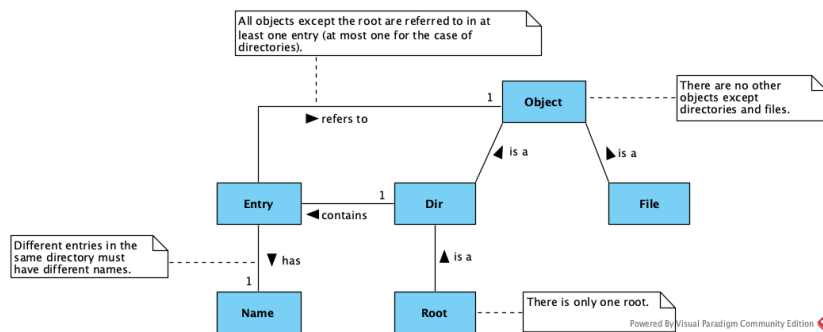 All objects except the root are referred to in at
least one entry (at most one for the case of
directories).
There are no other
objects except
directories and files.
1
Object
refers to
is a
is a
Entry
1
Dir
File
contains
Different entries in the
same directory must
have different names.
has
is a
1
Name
Root
There is only one root.
Powered By Visual Paradigm Community Edition